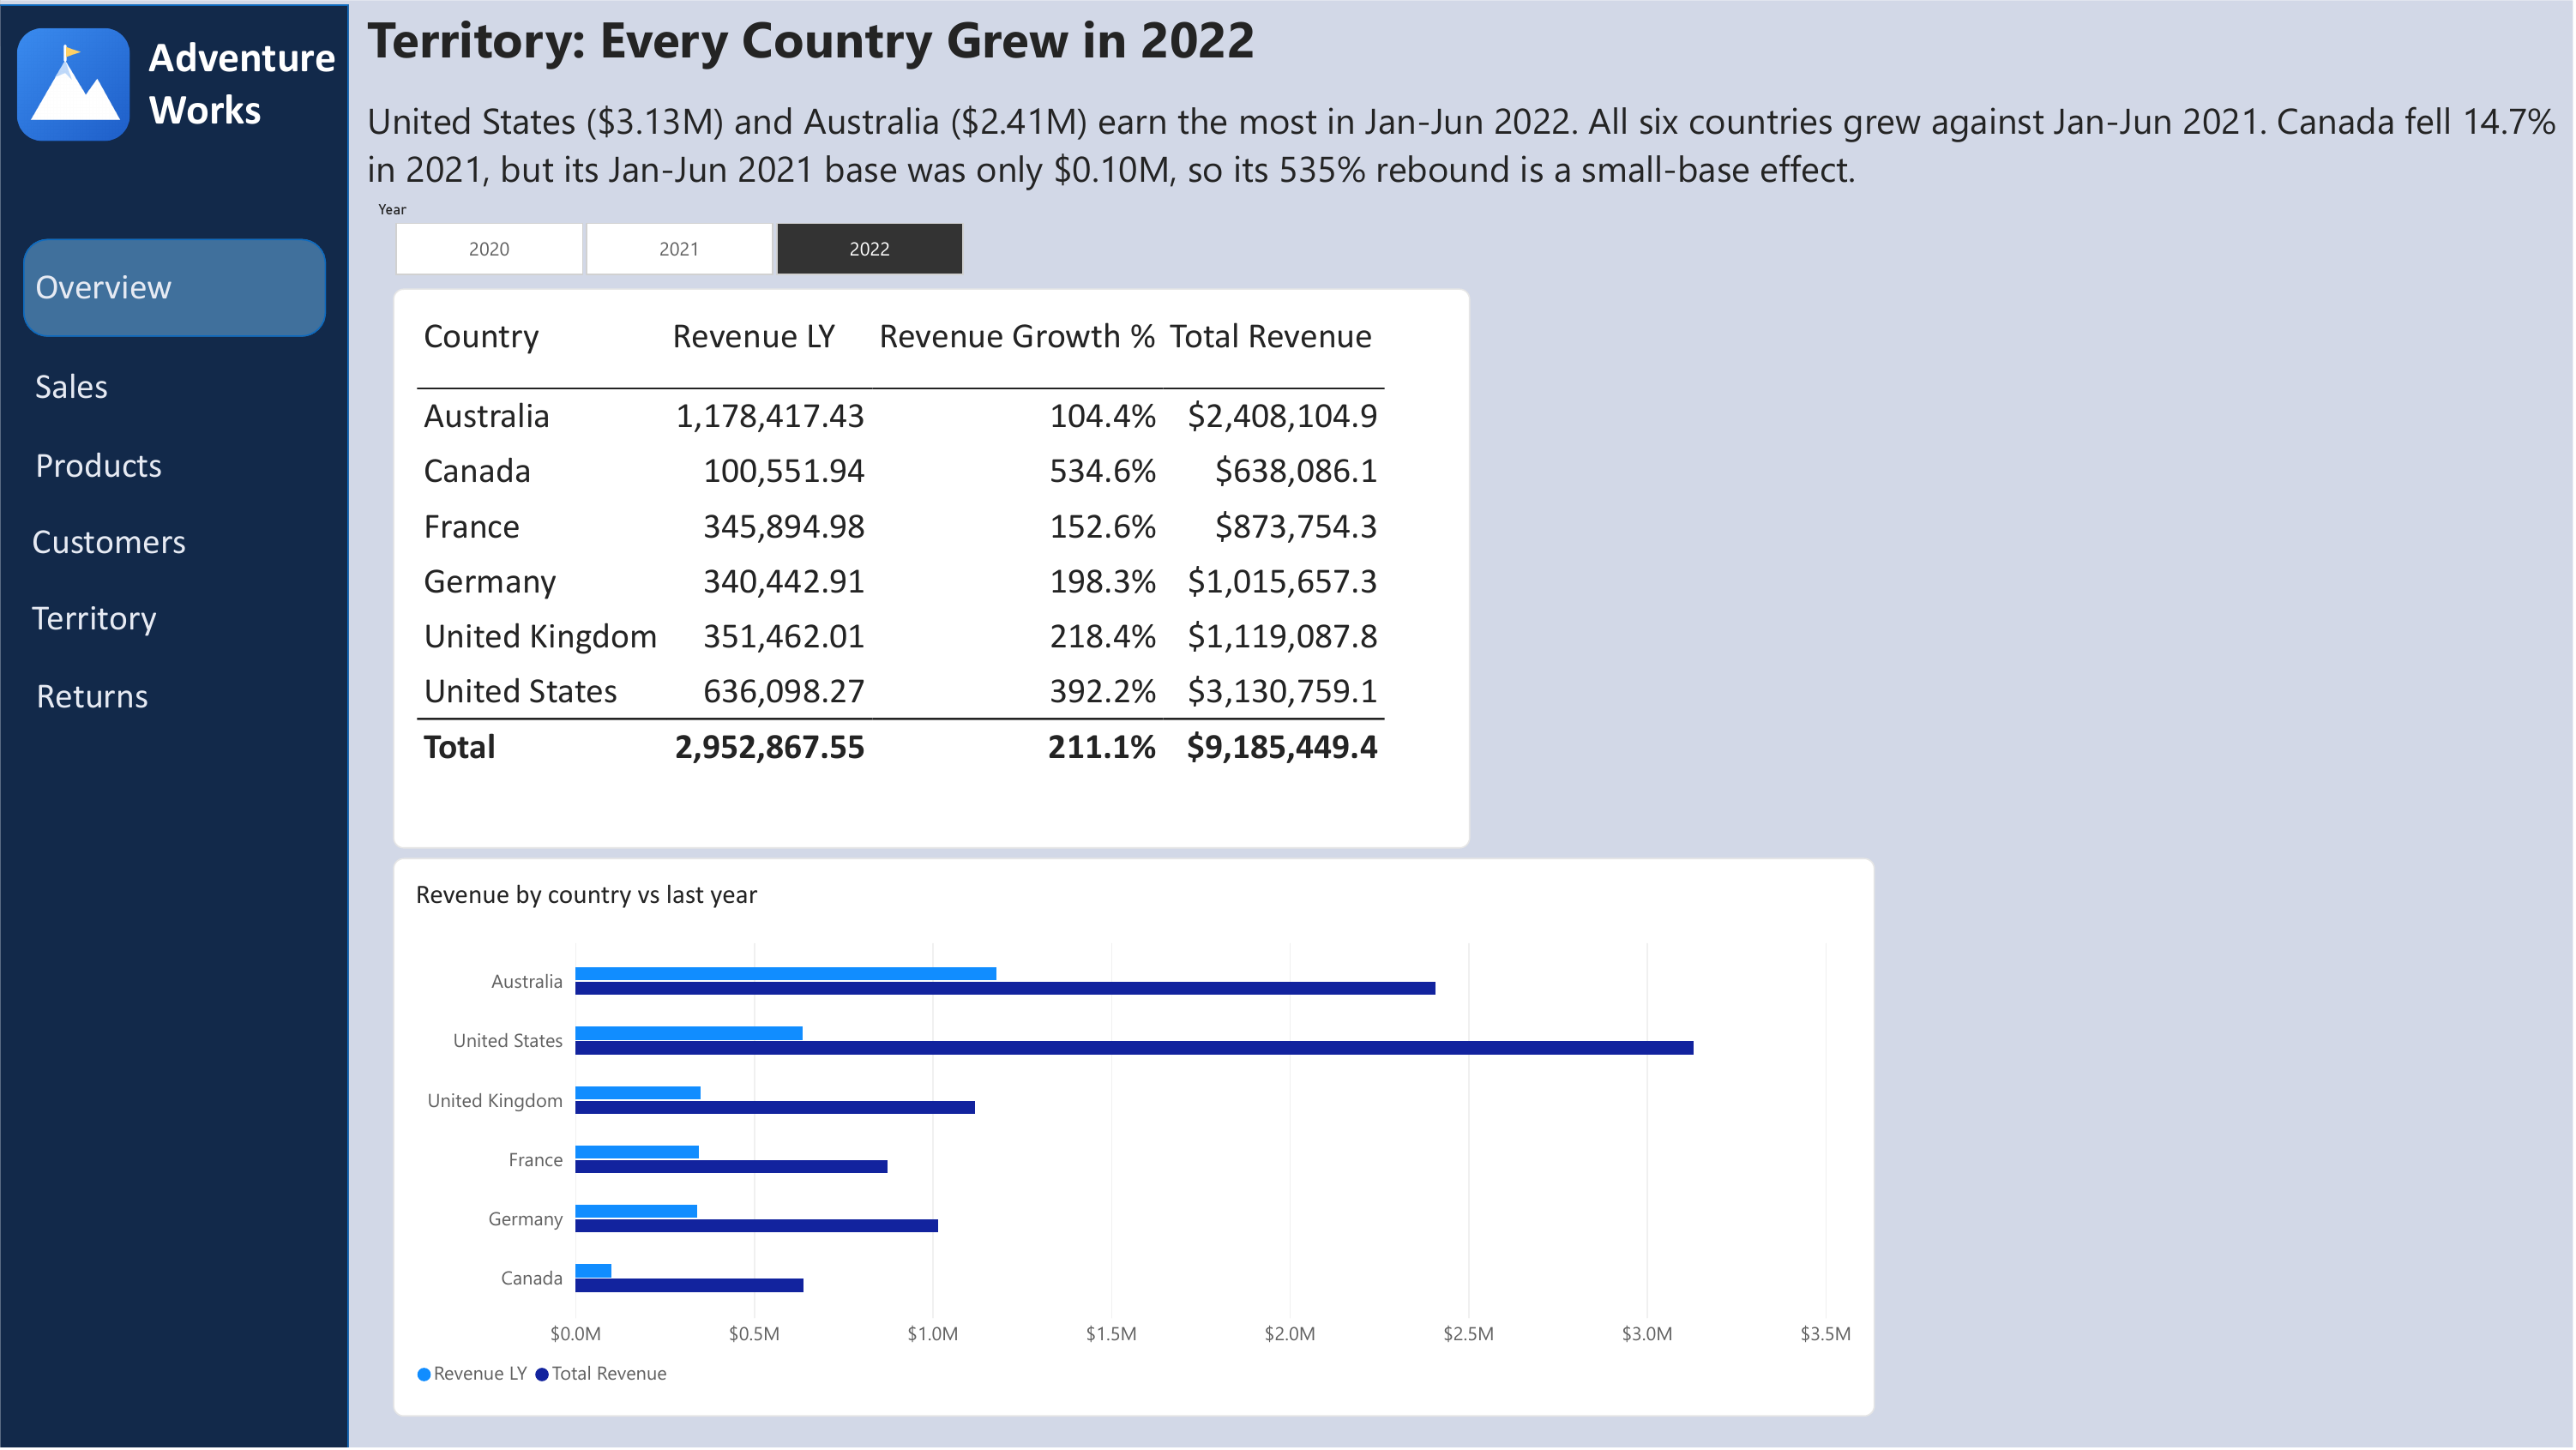 Adventure
Works
Overview
Sales
Products
Customers
Territory
Returns
Territory: Every Country Grew in 2022
United States ($3.13M) and Australia ($2.41M) earn the most in Jan-Jun 2022. All six countries grew against Jan-Jun 2021. Canada fell 14.7%
in 2021, but its Jan-Jun 2021 base was only $0.10M, so its 535% rebound is a small-base effect.
Year
2020 2021 2022
Country Revenue LY Revenue Growth % Total Revenue
Australia 1,178,417.43 104.4% $2,408,104.9
Canada 100,551.94 534.6% $638,086.1
France 345,894.98 152.6% $873,754.3
Germany 340,442.91 198.3% $1,015,657.3
United Kingdom 351,462.01 218.4% $1,119,087.8
United States 636,098.27 392.2% $3,130,759.1
Total 2,952,867.55 211.1% $9,185,449.4
Revenue by country vs last year
Australia
United States
United Kingdom
France
Germany
Canada
$0.0M $0.5M $1.0M $1.5M $2.0M $2.5M $3.0M $3.5M
Revenue LY Total Revenue